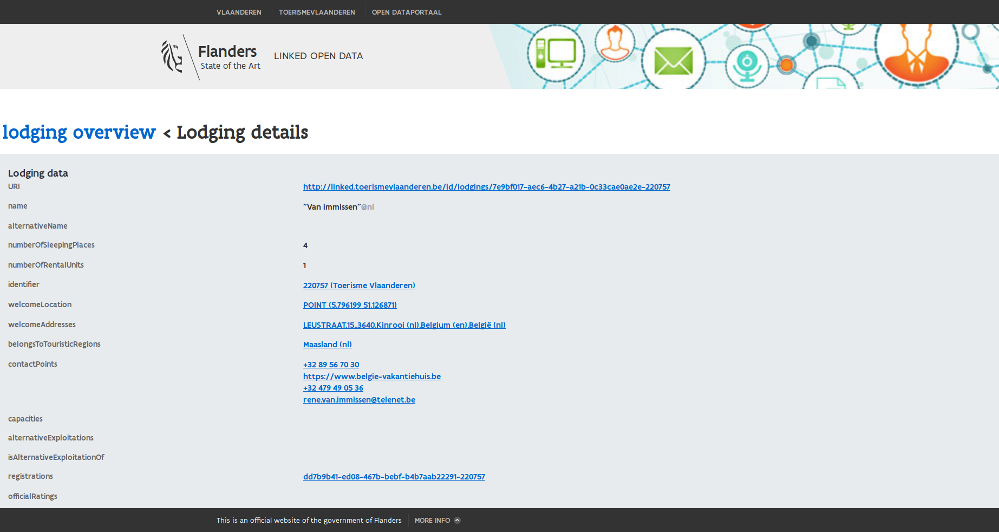 VLAANDEREN TOERISMEVLAANDEREN OPEN DATAPORTAAL
Flanders
State of the Art
LINKED OPEN DATA
lodging overview < Lodging details
Lodging data
URI http://linked.toerismevlaanderen.be/id/lodgings/7e9bf017-aec6-4b27-a21b-0c33cae0ae2e-220757
name "Van immissen"@nl
alternativeName
numberOfSleepingPlaces 4
numberOfRentalUnits 1
identifier 220757 (Toerisme Vlaanderen)
welcomeLocation POINT (5.796199 51.126871)
welcomeAddresses LEUSTRAAT,15,,3640,Kinrooi (nl),Belgium (en),België (nl)
belongsToTouristicRegions Maasland (nl)
contactPoints +32 89 56 70 30
https://www.belgie-vakantiehuis.be
+32 479 49 05 36
rene.van.immissen@telenet.be
capacities
alternativeExploitations
isAlternativeExploitationOf
registrations dd7b9b41-ed08-467b-bebf-b4b7aab22291-220757
officialRatings
This is an official website of the government of Flanders MORE INFO